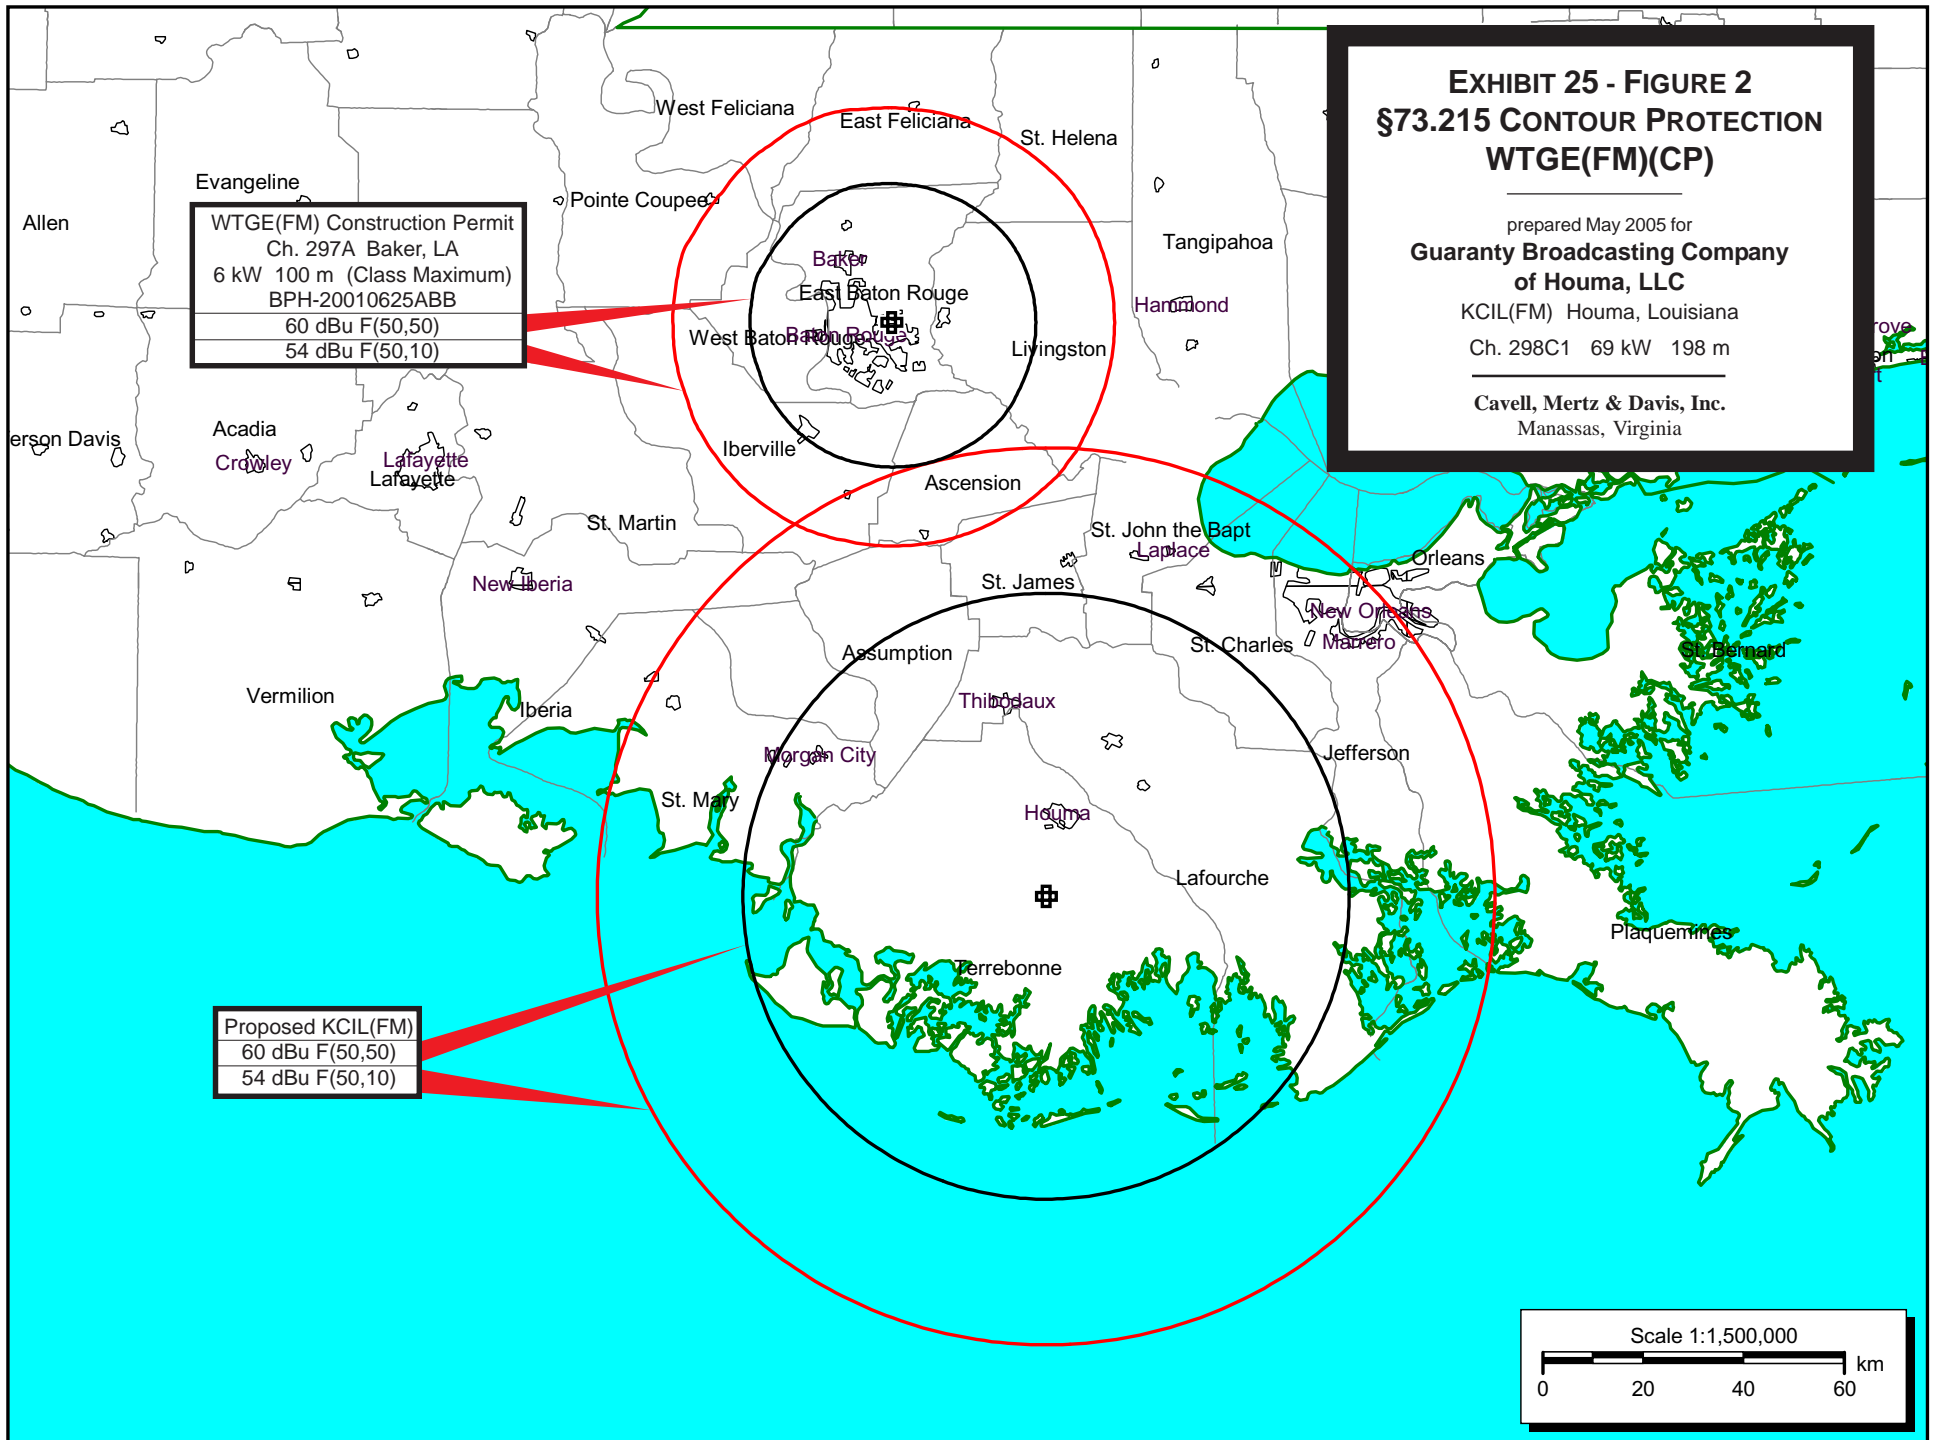 EXHIBIT 25 - FIGURE 2
§73.215 CONTOUR PROTECTION
WTGE(FM)(CP)
prepared May 2005 for
Guaranty Broadcasting Company
of Houma, LLC
KCIL(FM) Houma, Louisiana
Ch. 298C1 69 kW 198 m
Cavell, Mertz & Davis, Inc.
Manassas, Virginia
West Feliciana
East Feliciana
St. Helena
Evangeline
Pointe Coupee
Allen
WTGE(FM) Construction Permit
Ch. 297A Baker, LA
6 kW 100 m (Class Maximum)
BPH-20010625ABB
60 dBu F(50,50)
54 dBu F(50,10)
Tangipahoa
Baker
East Baton Rouge
Hammond
West Baton Rouge
Baton Rouge
Livingston
rove
on
t
erson Davis
Acadia
Crowley
Lafayette
Lafayette
Iberville
Ascension
St. Martin
St. John the Bapt
Laplace
Orleans
New Iberia
St. James
New Orleans
Marrero
St. Charles
Assumption
St. Bernard
Vermilion
Iberia
Thibodaux
Morgan City
Jefferson
St. Mary
Houma
Lafourche
Plaquemines
Terrebonne
Proposed KCIL(FM)
60 dBu F(50,50)
54 dBu F(50,10)
Scale 1:1,500,000
km
0 20 40 60